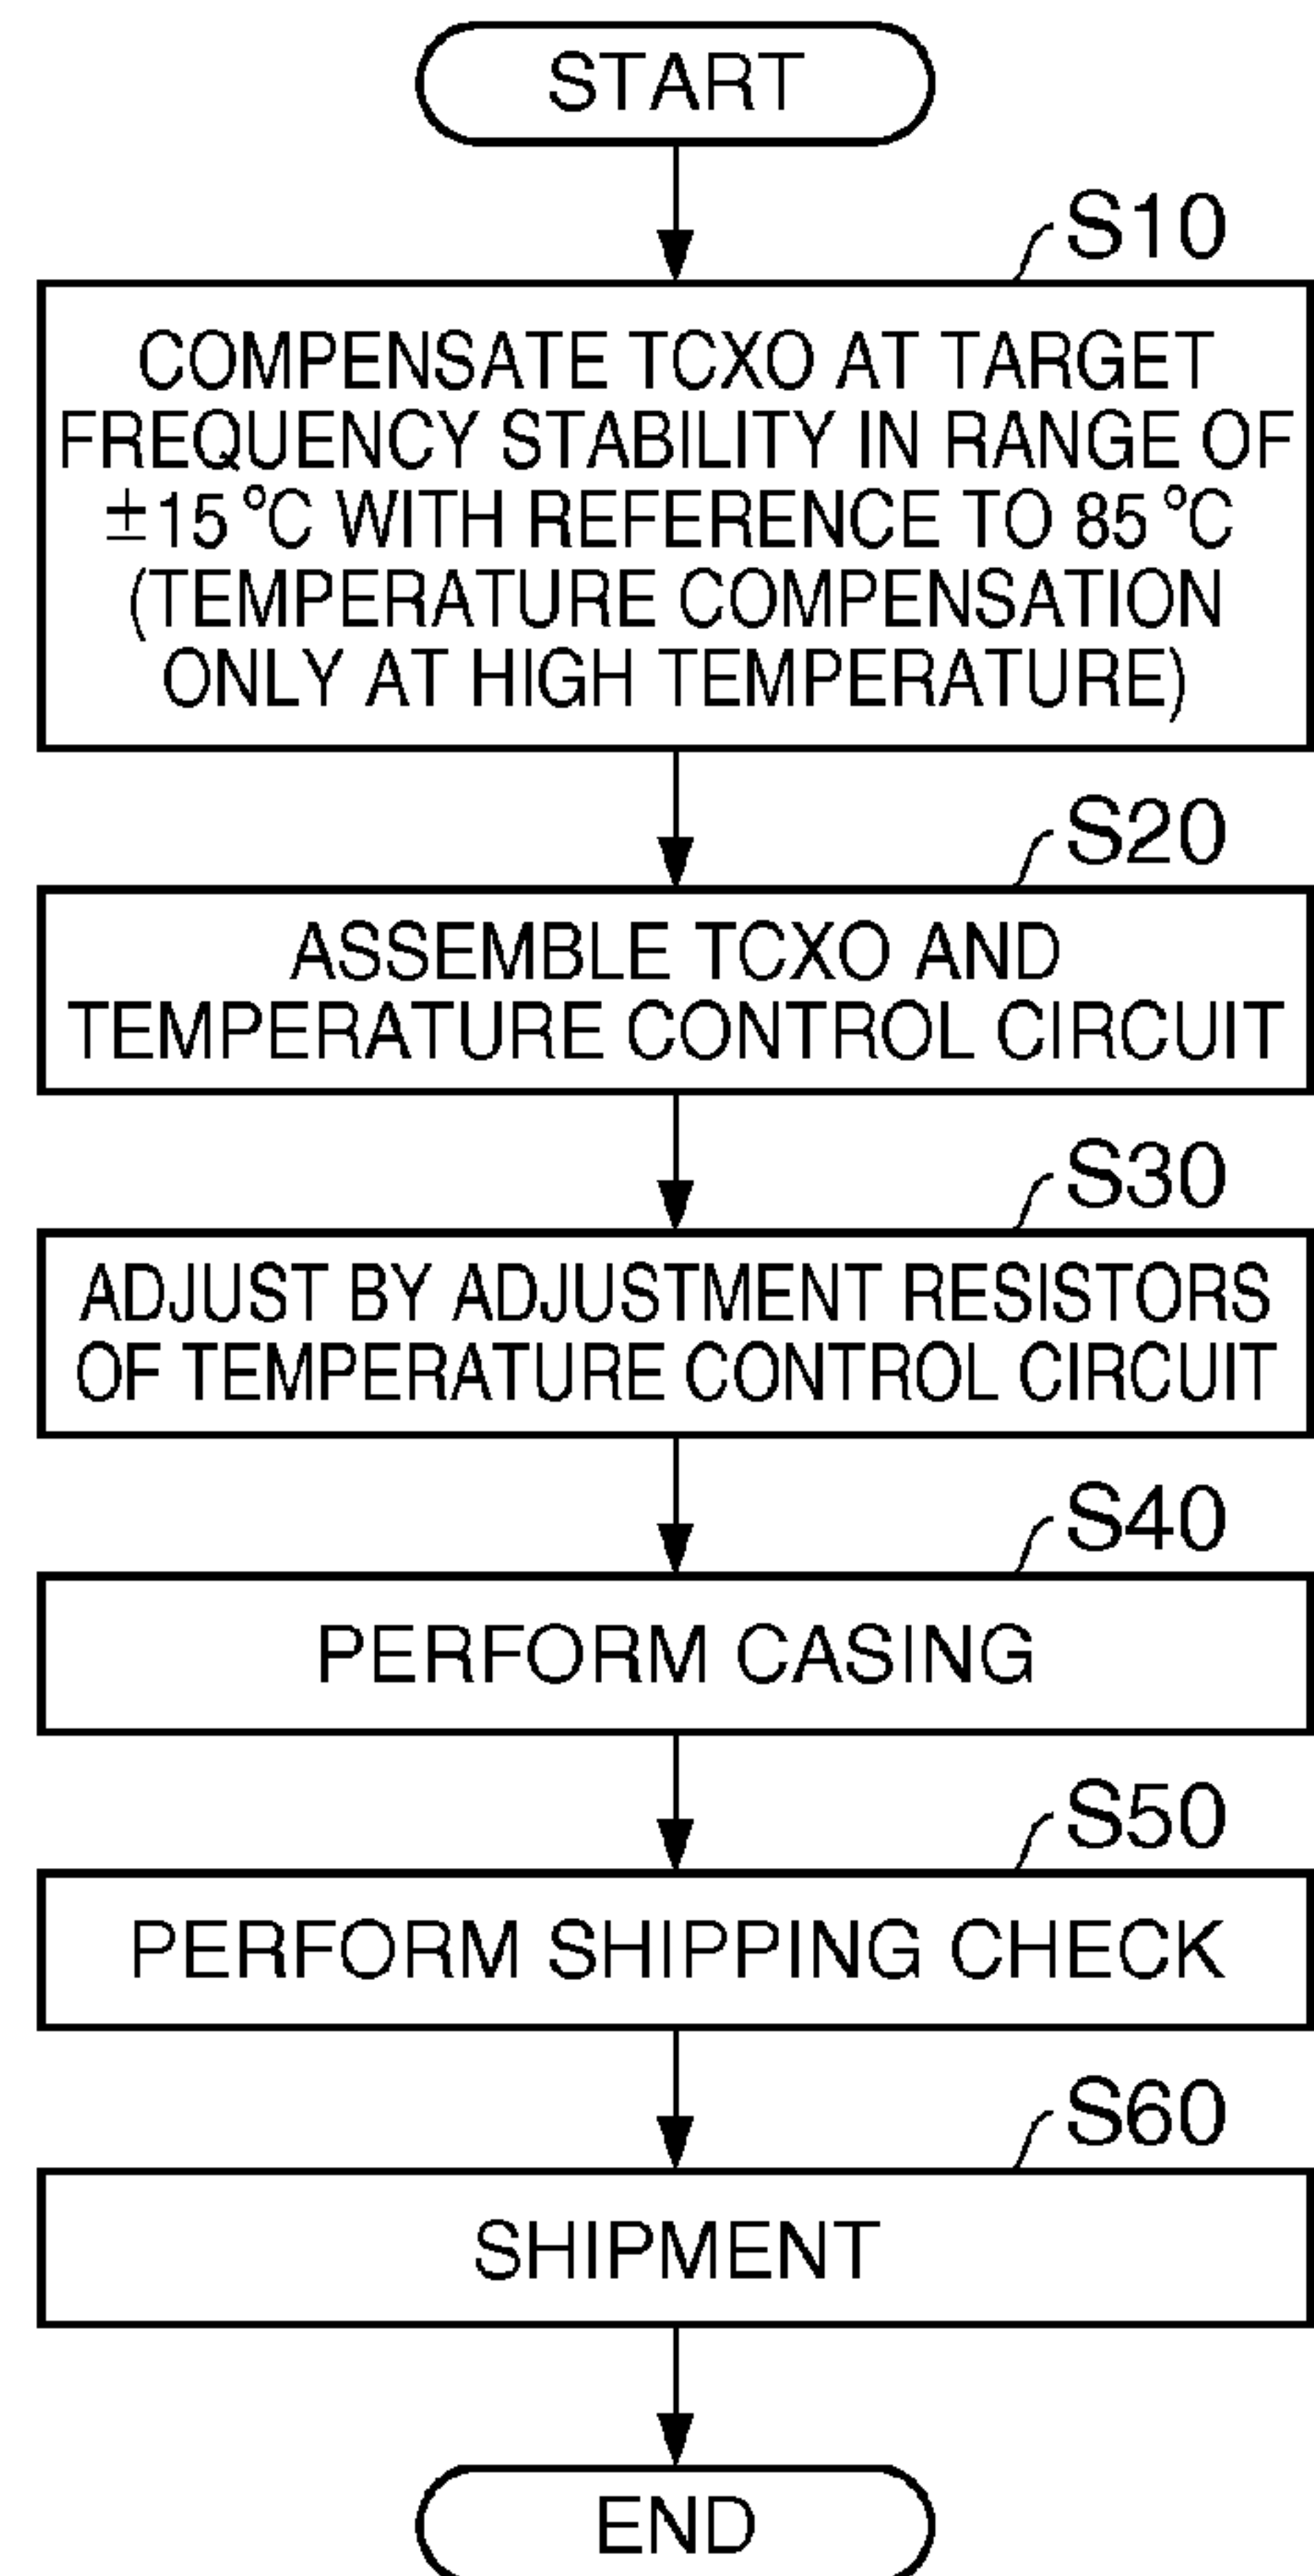 START
S10
COMPENSATE TCXO AT TARGET
FREQUENCY STABILITY IN RANGE OF
±15°C WITH REFERENCE TO 85°C
(TEMPERATURE COMPENSATION
ONLY AT HIGH TEMPERATURE)
S20
ASSEMBLE TCXO AND
TEMPERATURE CONTROL CIRCUIT
S30
ADJUST BY ADJUSTMENT RESISTORS
OF TEMPERATURE CONTROL CIRCUIT
S40
PERFORM CASING
S50
PERFORM SHIPPING CHECK
S60
SHIPMENT
END